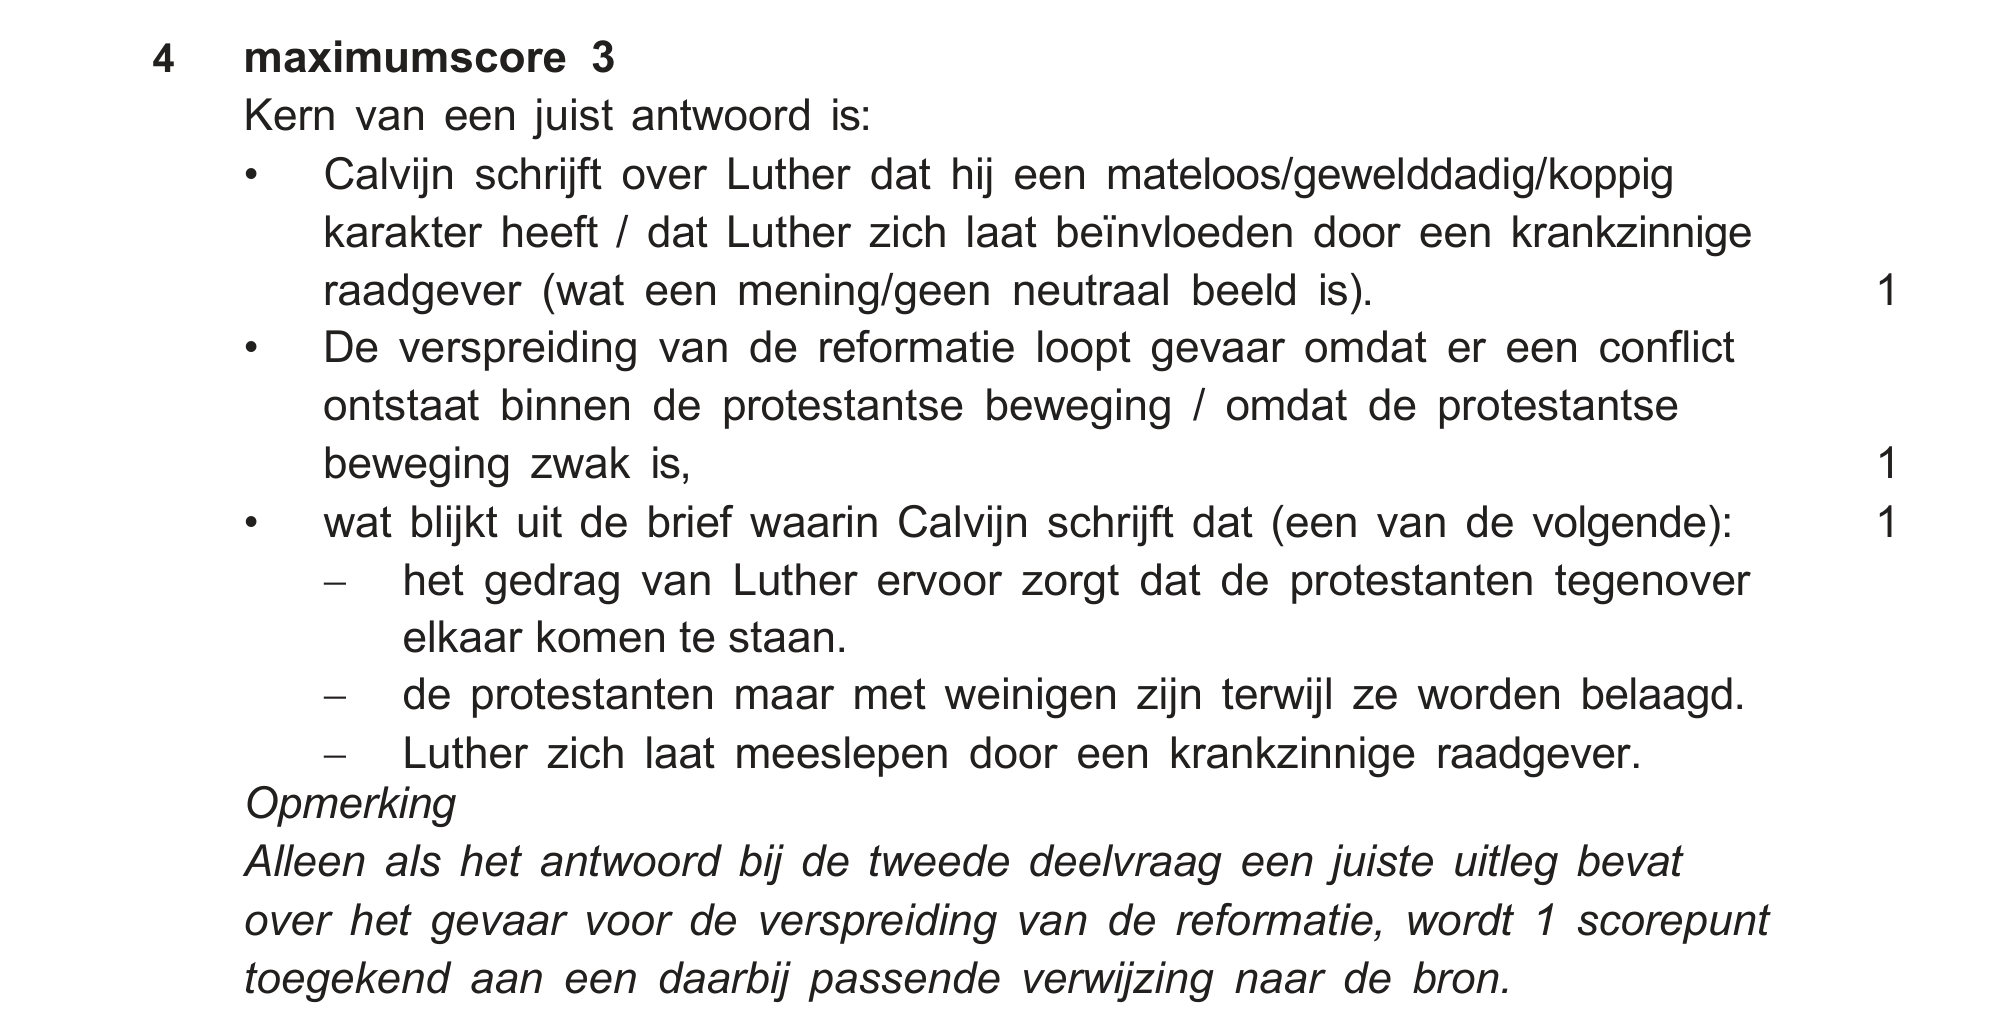 4 maximumscore 3
Kern van een juist antwoord is:
• Calvijn schrijft over Luther dat hij een mateloos/gewelddadig/koppig
karakter heeft / dat Luther zich laat beïnvloeden door een krankzinnige
raadgever (wat een mening/geen neutraal beeld is). 1
• De verspreiding van de reformatie loopt gevaar omdat er een conflict
ontstaat binnen de protestantse beweging / omdat de protestantse
beweging zwak is, 1
• wat blijkt uit de brief waarin Calvijn schrijft dat (een van de volgende): 1
– het gedrag van Luther ervoor zorgt dat de protestanten tegenover
elkaar komen te staan.
– de protestanten maar met weinigen zijn terwijl ze worden belaagd.
– Luther zich laat meeslepen door een krankzinnige raadgever.
Opmerking
Alleen als het antwoord bij de tweede deelvraag een juiste uitleg bevat
over het gevaar voor de verspreiding van de reformatie, wordt 1 scorepunt
toegekend aan een daarbij passende verwijzing naar de bron.